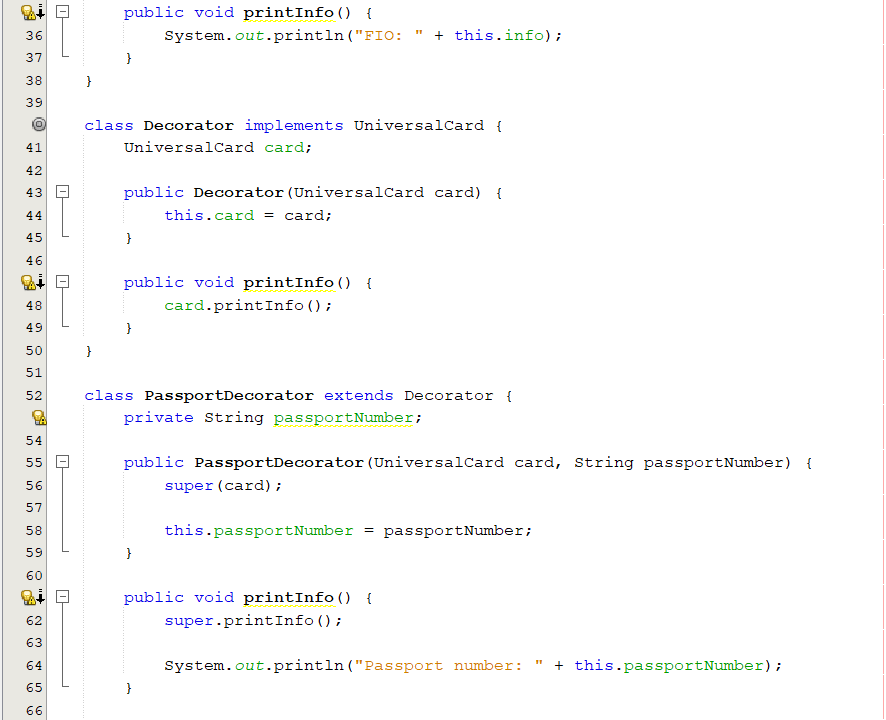 public void printInfo() {
36 System.out.println("FIO: " + this.info);
37 }
38 }
39
class Decorator implements UniversalCard {
41 UniversalCard card;
42
43 public Decorator(UniversalCard card) {
44 this.card = card;
45 }
46
public void printInfo() {
48 card.printInfo();
49 }
50 }
51
52 class PassportDecorator extends Decorator {
private String passportNumber;
54
55 public PassportDecorator(UniversalCard card, String passportNumber) {
56 super(card);
57
58 this.passportNumber = passportNumber;
59 }
60
public void printInfo() {
62 super.printInfo();
63
64 System.out.println("Passport number: " + this.passportNumber);
65 }
66